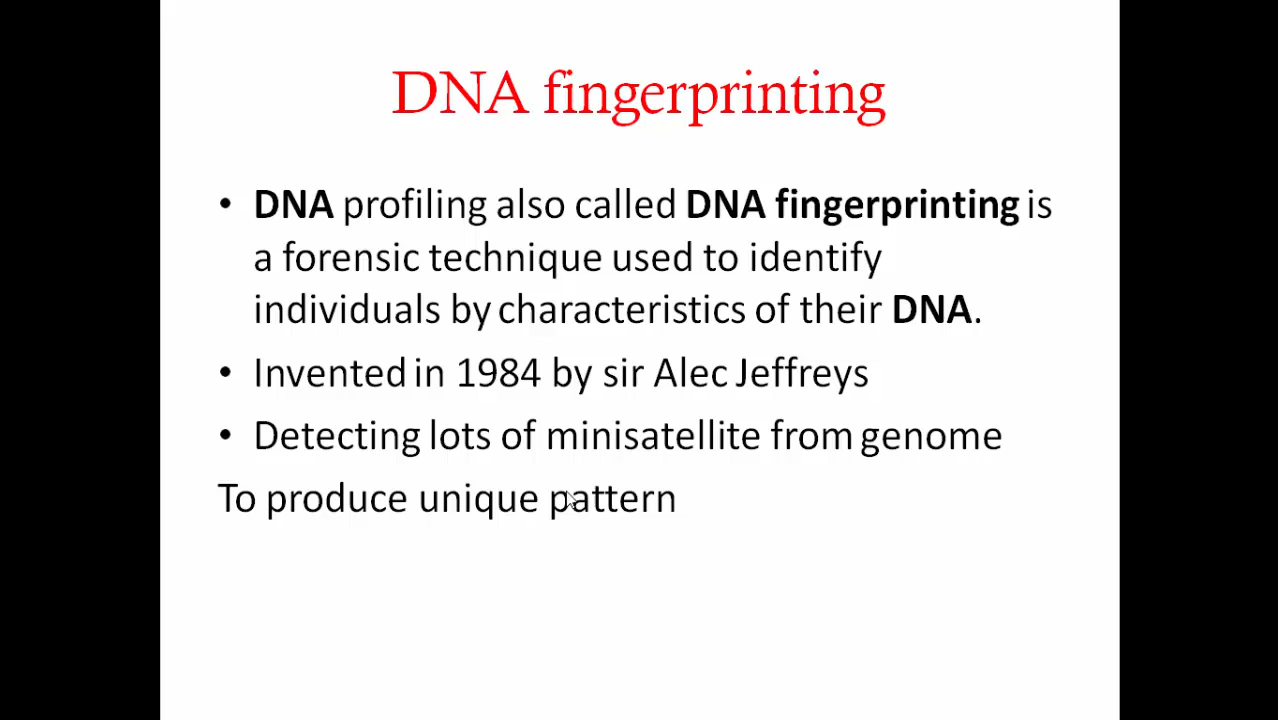 DNA fingerprinting
• DNA profiling also called DNA fingerprinting is
a forensic technique used to identify
individuals by characteristics of their DNA.
• Invented in 1984 by sir Alec Jeffreys
• Detecting lots of minisatellite from genome
To produce unique pattern